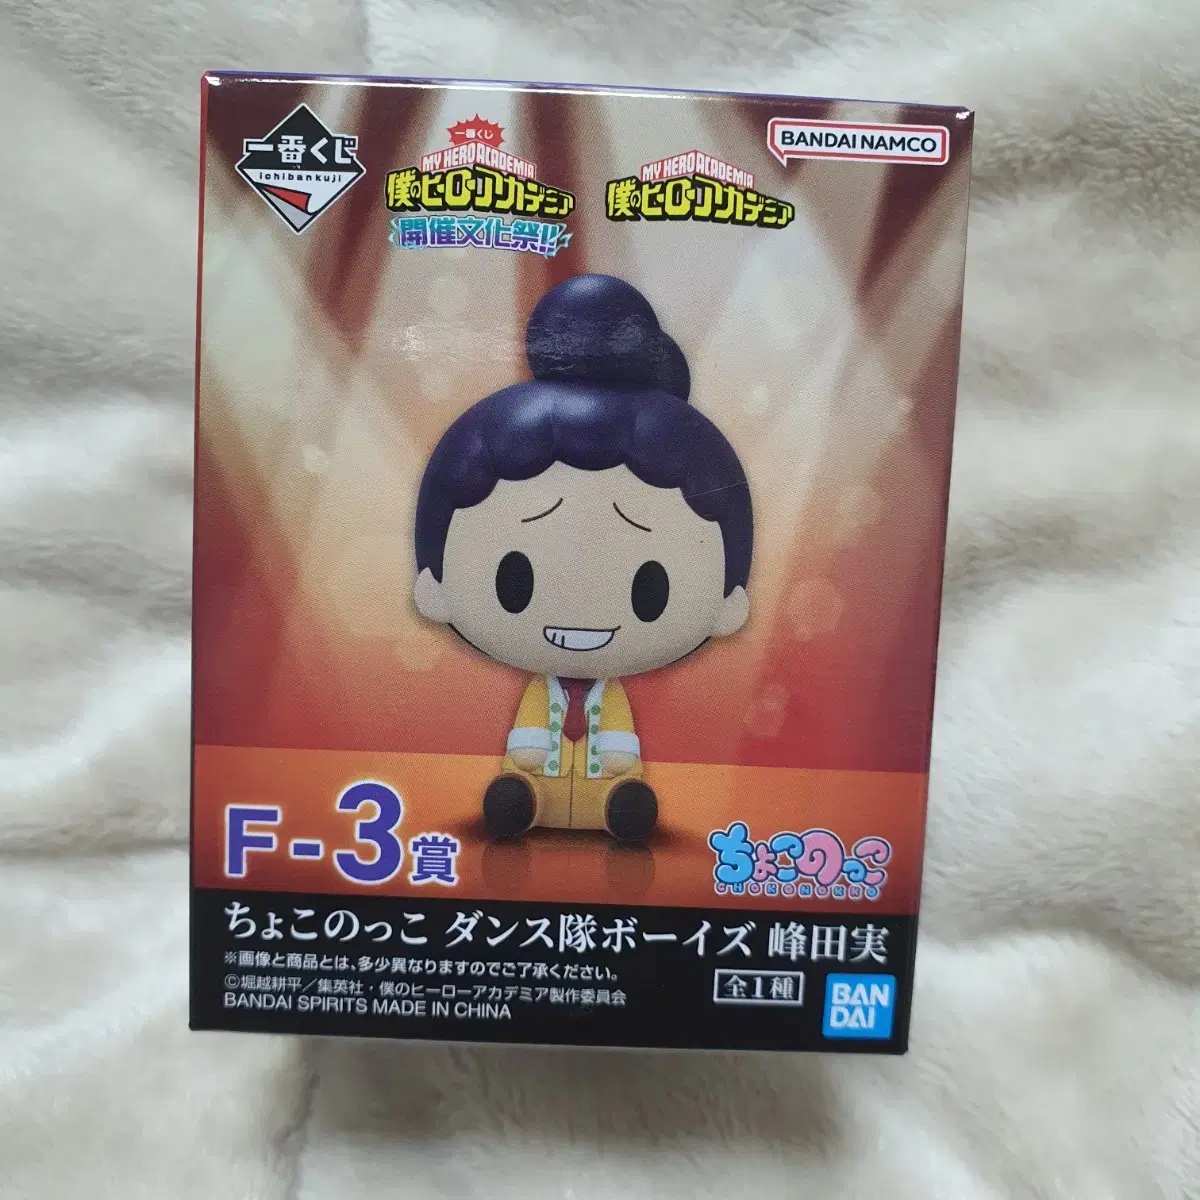 一番くじ
ichibankuji
一番くじ
MY HERO ACADEMIA
僕のヒーローアカデミア
開催文化祭!!
MY HERO ACADEMIA
僕のヒーローアカデミア
BANDAI NAMCO
F-3賞
ちょこのっこ
CHOKONOKKO
ちょこのっこ ダンス隊ボーイズ 峰田実
※画像と商品とは、多少異なりますのでご了承ください。
全1種
©堀越耕平／集英社・僕のヒーローアカデミア製作委員会
BANDAI SPIRITS MADE IN CHINA
BAN
DAI